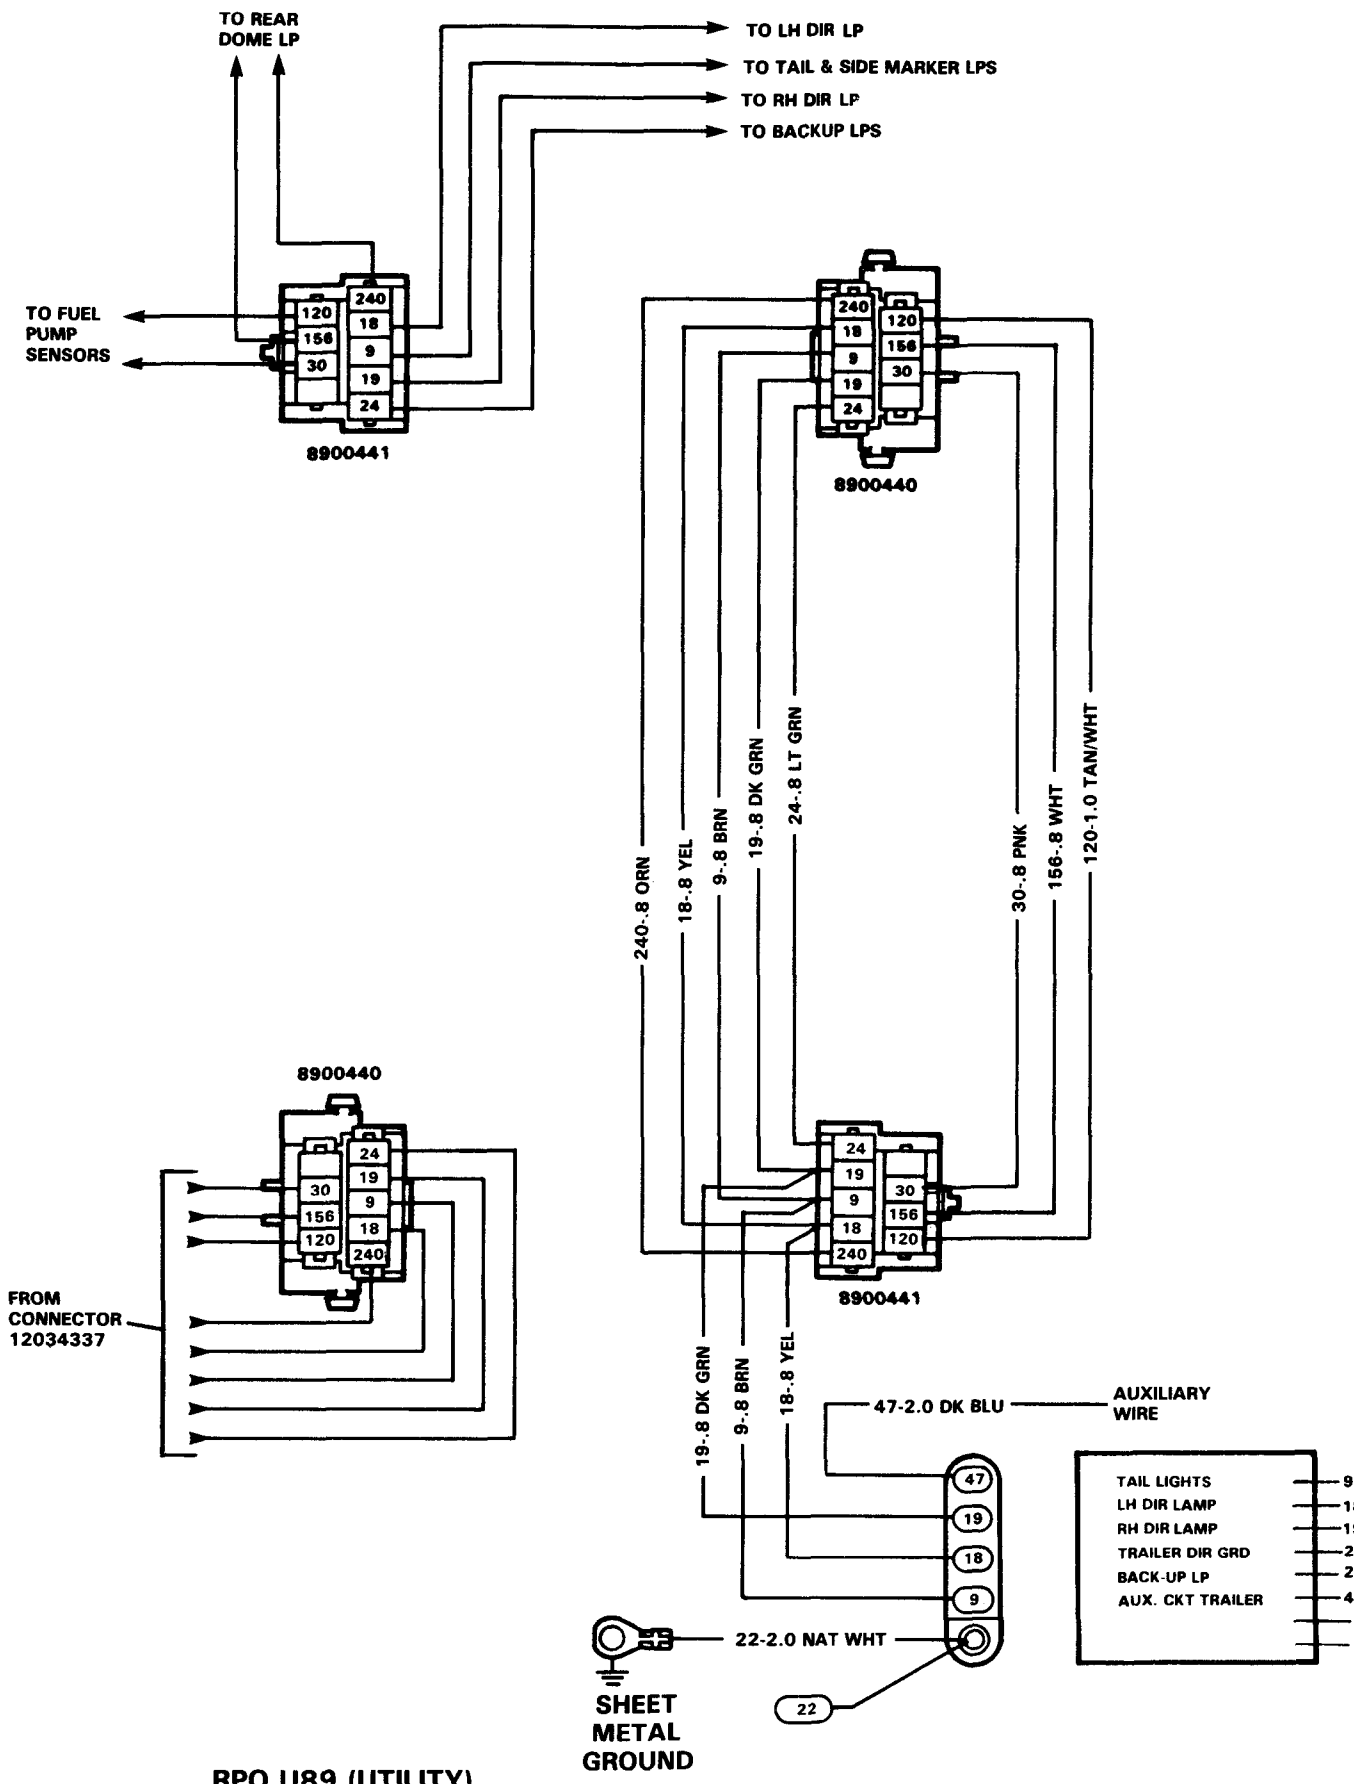 TO REAR
DOME LP
TO LH DIR LP
TO TAIL & SIDE MARKER LPS
TO RH DIR LP
TO BACKUP LPS
TO FUEL
PUMP
SENSORS
120
156
30
240
18
9
19
24
8900441
240
18
9
19
24
120
156
30
8900440
240-.8 ORN
18-.8 YEL
9-.8 BRN
19-.8 DK GRN
24-.8 LT GRN
30-.8 PNK
156-.8 WHT
120-1.0 TAN/WHT
8900440
30
156
120
24
19
9
18
240
FROM
CONNECTOR
12034337
24
19
9
18
240
30
156
120
8900441
19-.8 DK GRN
9-.8 BRN
18-.8 YEL
47-2.0 DK BLU
AUXILIARY
WIRE
47
19
18
9
22-2.0 NAT WHT
22
SHEET
METAL
GROUND
TAIL LIGHTS 9
LH DIR LAMP
RH DIR LAMP
TRAILER DIR GRD 2
BACK-UP LP 2
AUX. CKT TRAILER 4
RPO U89 (UTILITY)